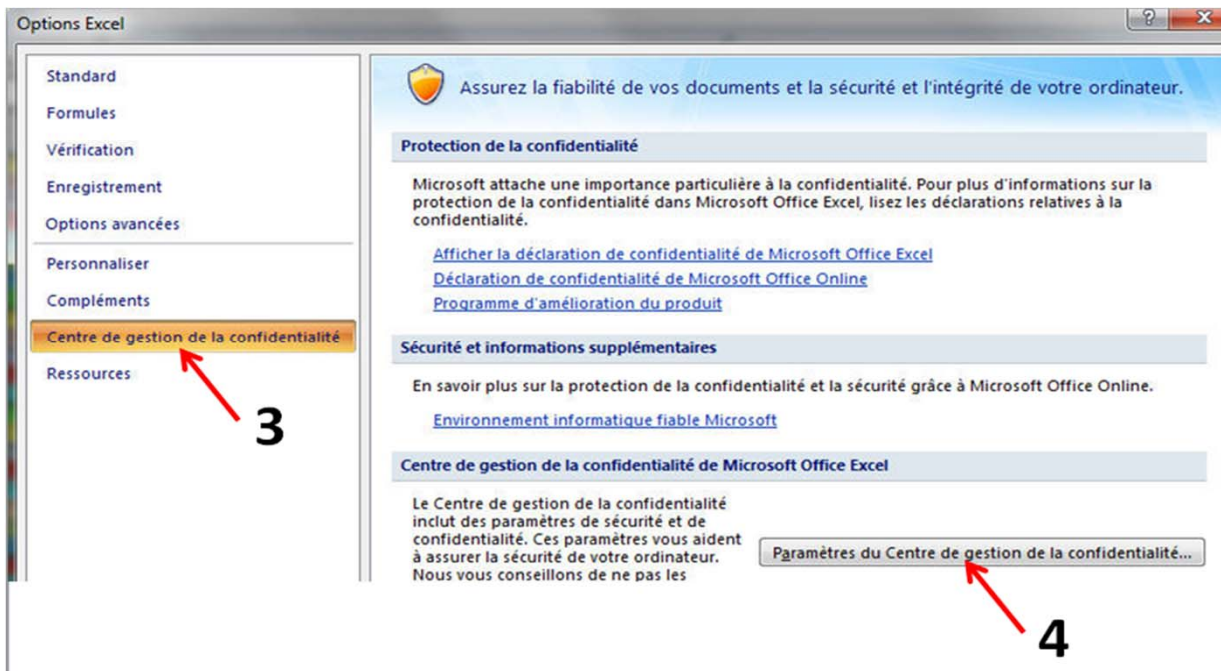 Options Excel
?
Standard
Formules
Vérification
Enregistrement
Options avancées
Personnaliser
Compléments
Centre de gestion de la confidentialité
Ressources
3
Assurez la fiabilité de vos documents et la sécurité et l'intégrité de votre ordinateur.
Protection de la confidentialité
Microsoft attache une importance particulière à la confidentialité. Pour plus d'informations sur la
protection de la confidentialité dans Microsoft Office Excel, lisez les déclarations relatives à la
confidentialité.
Afficher la déclaration de confidentialité de Microsoft Office Excel
Déclaration de confidentialité de Microsoft Office Online
Programme d'amélioration du produit
Sécurité et informations supplémentaires
En savoir plus sur la protection de la confidentialité et la sécurité grâce à Microsoft Office Online.
Environnement informatique fiable Microsoft
Centre de gestion de la confidentialité de Microsoft Office Excel
Le Centre de gestion de la confidentialité
inclut des paramètres de sécurité et de
confidentialité. Ces paramètres vous aident
à assurer la sécurité de votre ordinateur.
Nous vous conseillons de ne pas les
Paramètres du Centre de gestion de la confidentialité...
4